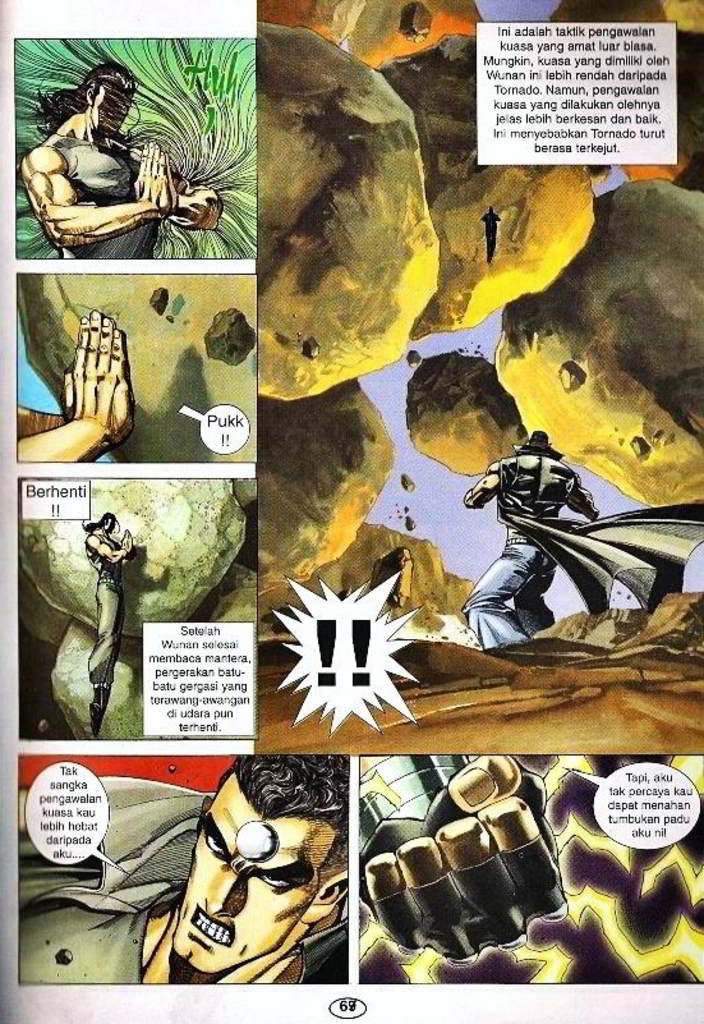 Huh
!
Ini adalah taktik pengawalan
kuasa yang amat luar biasa.
Mungkin, kuasa yang dimiliki oleh
Wunan ini lebih rendah daripada
Tornado. Namun, pengawalan
kuasa yang dilakukan olehnya
jelas lebih berkesan dan baik.
Ini menyebabkan Tornado turut
berasa terkejut.
Pukk
!!
Berhenti
!!
Setelah
Wunan selesai
membaca mantera,
pergerakan batu-
batu gergasi yang
terawang-awangan
di udara pun
terhenti.
!!
Tak
sangka
pengawalan
kuasa kau
lebih hebat
daripada
aku....
Tapi, aku
tak percaya kau
dapat menahan
tumbukan padu
aku ni!